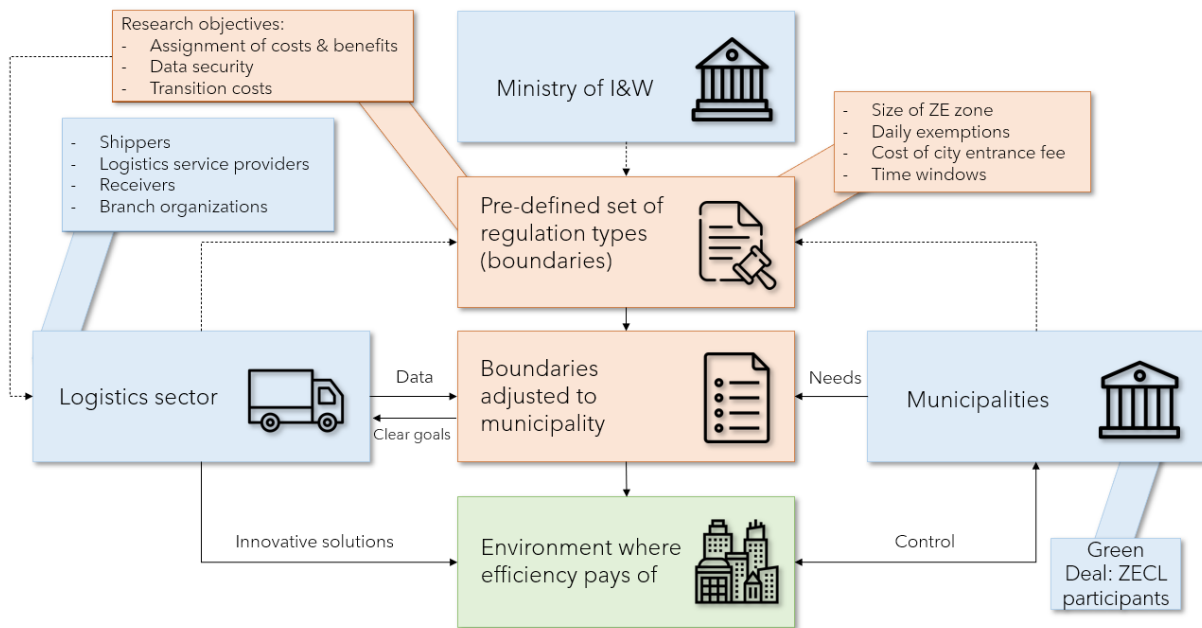 Research objectives:
- Assignment of costs & benefits
- Data security
- Transition costs
Ministry of I&W
- Size of ZE zone
- Daily exemptions
- Cost of city entrance fee
- Time windows
- Shippers
- Logistics service providers
- Receivers
- Branch organizations
Pre-defined set of
regulation types
(boundaries)
Logistics sector
Data
Clear goals
Boundaries
adjusted to
municipality
Needs
Municipalities
Innovative solutions
Environment where
efficiency pays of
Control
Green
Deal: ZECL
participants